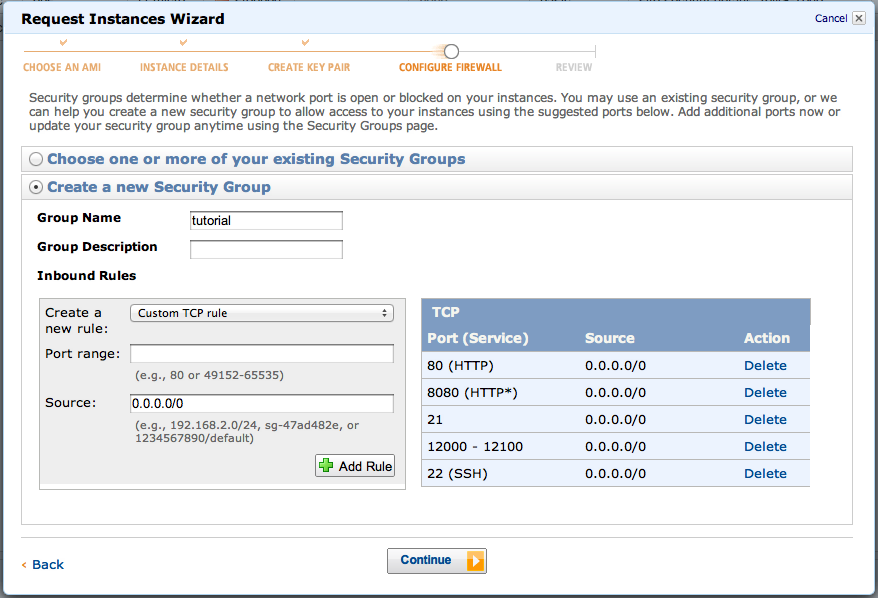 Request Instances Wizard
Cancel
CHOOSE AN AMI INSTANCE DETAILS CREATE KEY PAIR CONFIGURE FIREWALL REVIEW
Security groups determine whether a network port is open or blocked on your instances. You may use an existing security group, or we
can help you create a new security group to allow access to your instances using the suggested ports below. Add additional ports now or
update your security group anytime using the Security Groups page.
Choose one or more of your existing Security Groups
Create a new Security Group
Group Name tutorial
Group Description
Inbound Rules
Create a
new rule:
Custom TCP rule
Port range:
(e.g., 80 or 49152-65535)
Source: 0.0.0.0/0
(e.g., 192.168.2.0/24, sg-47ad482e, or
1234567890/default)
Add Rule
TCP
Port (Service) Source Action
80 (HTTP) 0.0.0.0/0 Delete
8080 (HTTP*) 0.0.0.0/0 Delete
21 0.0.0.0/0 Delete
12000 - 12100 0.0.0.0/0 Delete
22 (SSH) 0.0.0.0/0 Delete
‹ Back
Continue